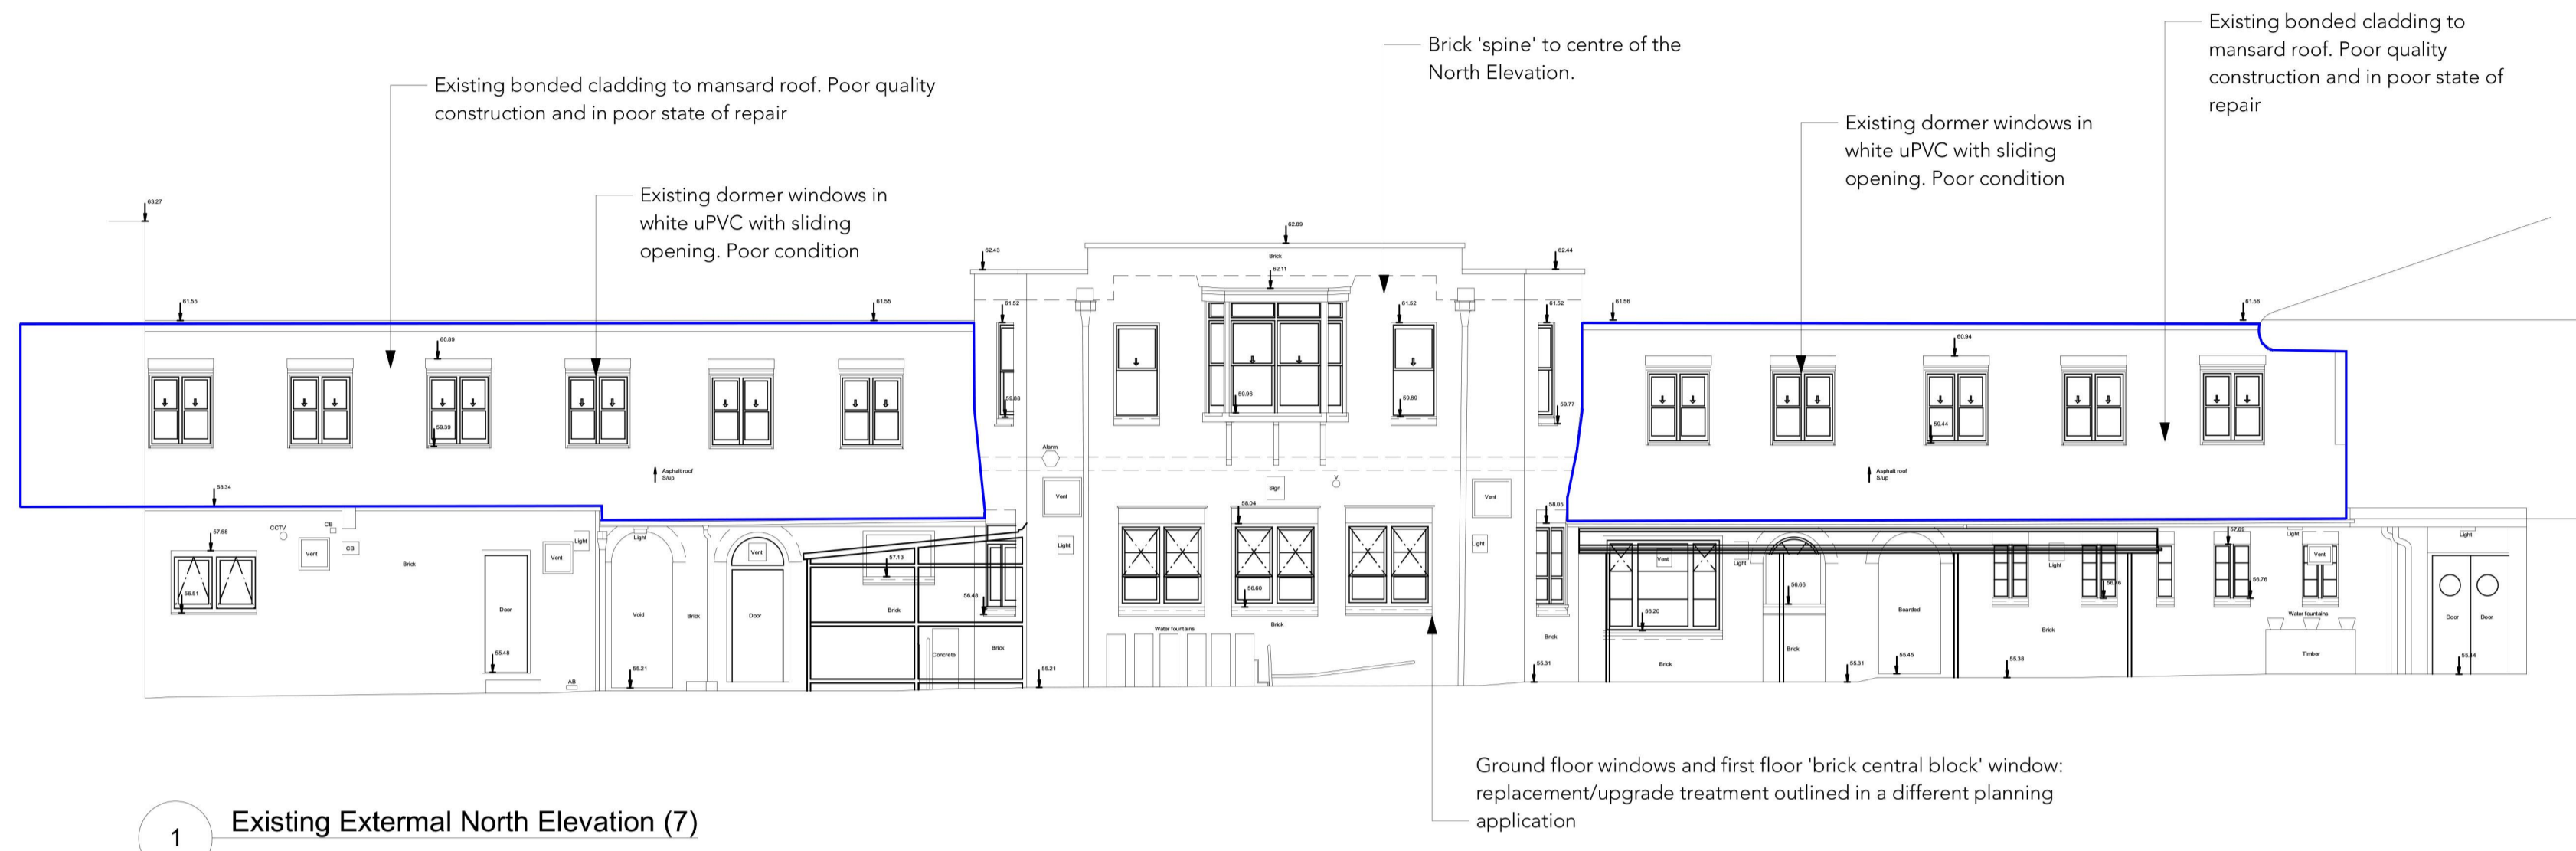 Existing bonded cladding to
mansard roof. Poor quality
construction and in poor state of
repair
Brick 'spine' to centre of the
North Elevation.
Existing bonded cladding to mansard roof. Poor quality
construction and in poor state of repair
Existing dormer windows in
white uPVC with sliding
opening. Poor condition
Existing dormer windows in
white uPVC with sliding
opening. Poor condition
63.27
62.89
62.43
62.44
Brick
62.11
61.55
61.55
61.52
61.52
61.52
61.56
61.56
60.89
60.94
59.98
59.69
59.77
59.39
59.44
Alarm
Asphalt roof
S/up
Asphalt roof
S/up
58.34
Vent
Sign
V
Vent
58.04
58.05
CCTV
CB
57.58
Vent
CB
Brick
Vent
Light
Light
Vent
57.13
Light
Light
Vent
Light
Light
57.69
Light
Vent
Light
56.51
Door
Void
Brick
Door
Brick
56.48
56.60
56.20
56.66
Boarded
56.76
56.76
Water fountains
Brick
Water fountains
Brick
Door
Door
Concrete
Brick
Brick
Brick
Brick
Timber
55.48
AB
55.21
55.21
55.31
55.31
55.45
55.38
55.44
Ground floor windows and first floor 'brick central block' window:
replacement/upgrade treatment outlined in a different planning
application
1
Existing Extermal North Elevation (7)